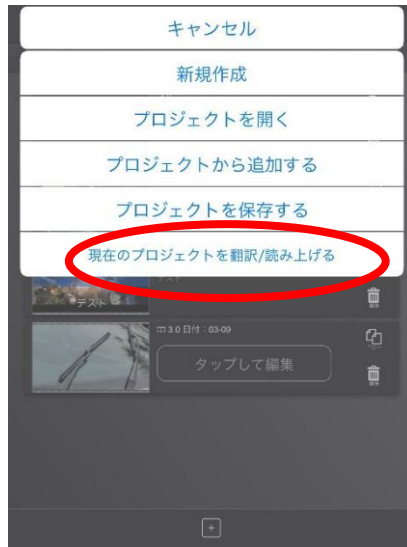 キャンセル
新規作成
プロジェクトを開く
プロジェクトから追加する
プロジェクトを保存する
現在のプロジェクトを翻訳/読み上げる
テスト
テスト
3.0 日付：03-09
タップして編集